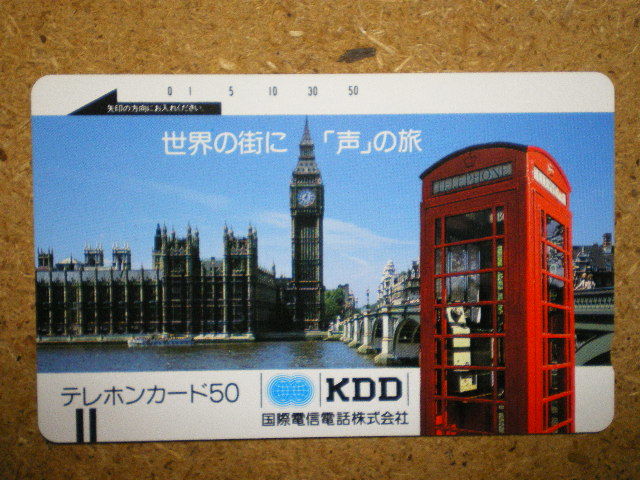 0 1 5 10 30 50
矢印の方向にお入れください
世界の街に 「声」の旅
TELEPHONE
テレホンカード50
KDD
国際電信電話株式会社